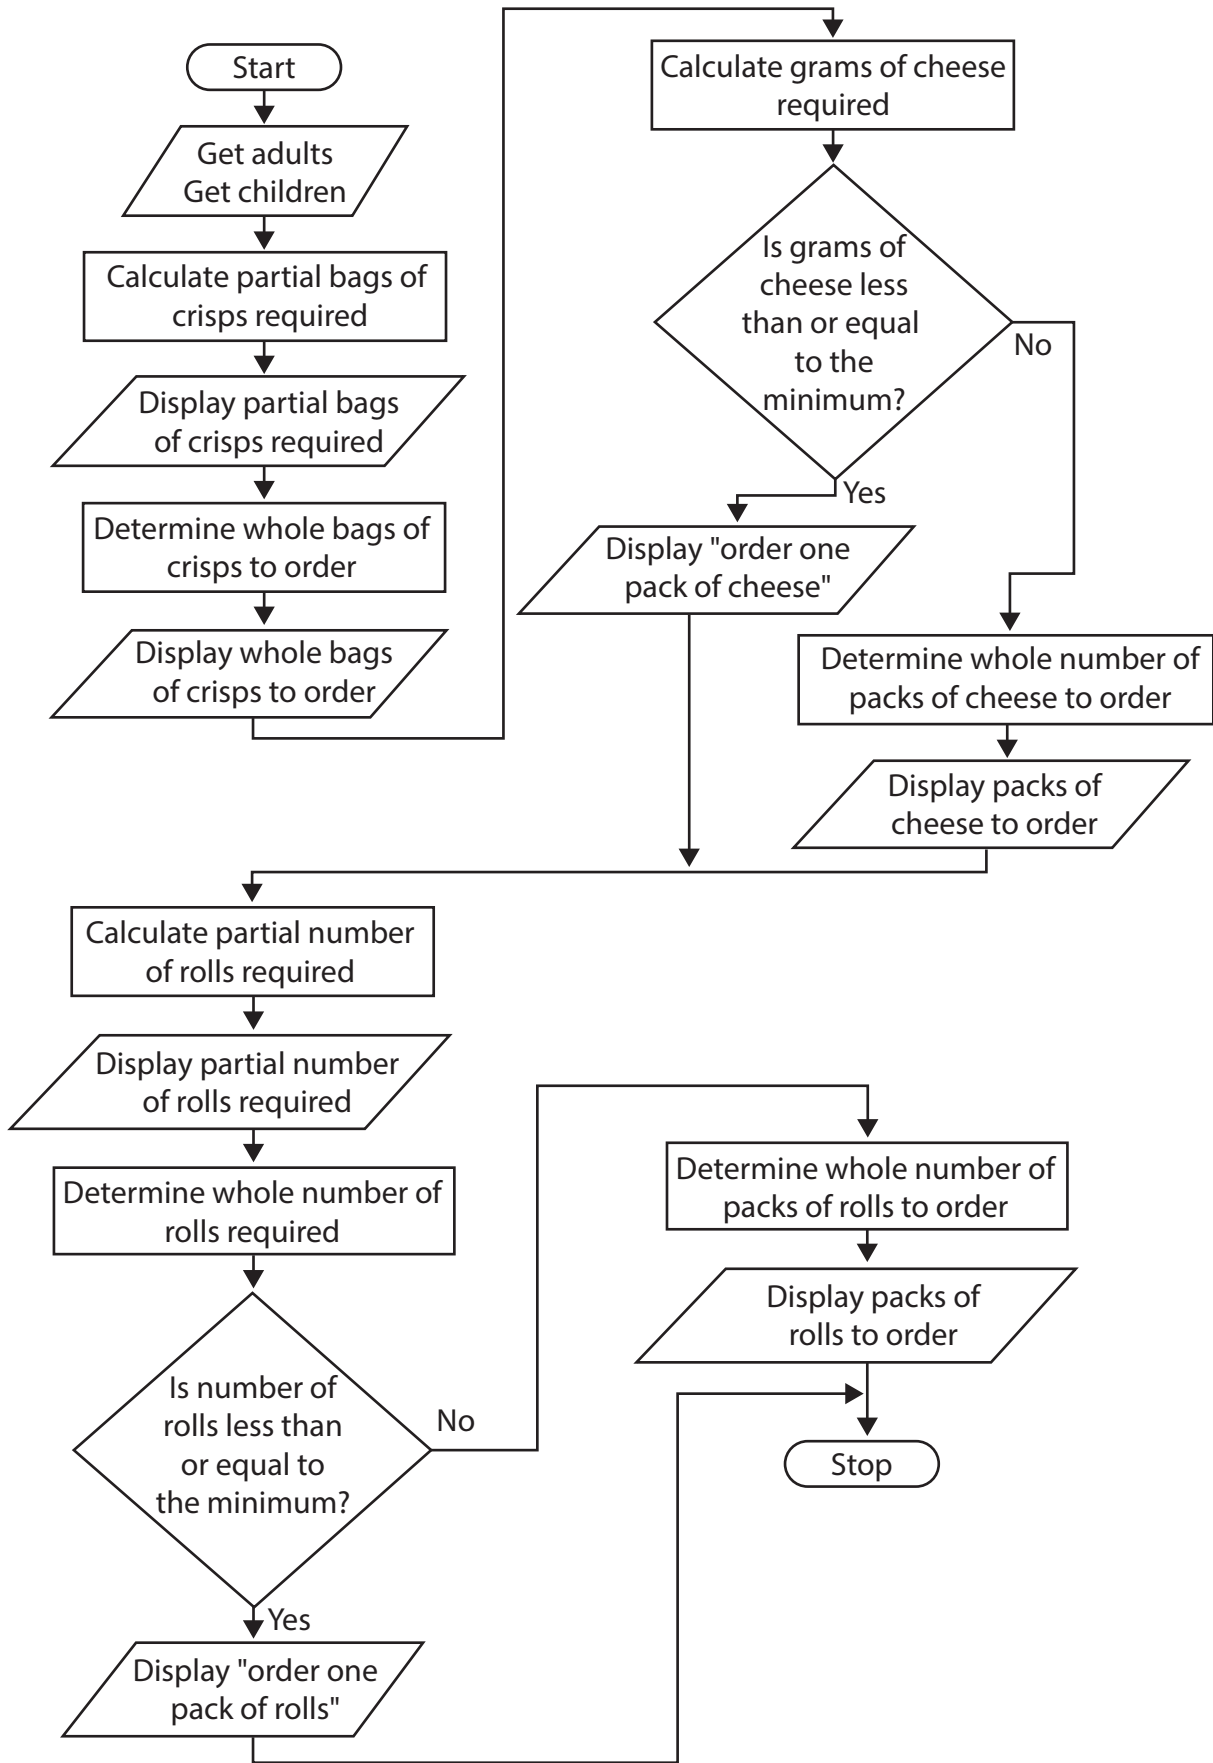 Start
Get adults
Get children
Calculate partial bags of
crisps required
Display partial bags
of crisps required
Determine whole bags of
crisps to order
Display whole bags
of crisps to order
Calculate grams of cheese
required
Is grams of
cheese less
than or equal
to the
minimum?
No
Yes
Display "order one
pack of cheese"
Determine whole number of
packs of cheese to order
Display packs of
cheese to order
Calculate partial number
of rolls required
Display partial number
of rolls required
Determine whole number of
rolls required
Is number of
rolls less than
or equal to
the minimum?
No
Yes
Display "order one
pack of rolls"
Determine whole number of
packs of rolls to order
Display packs of
rolls to order
Stop